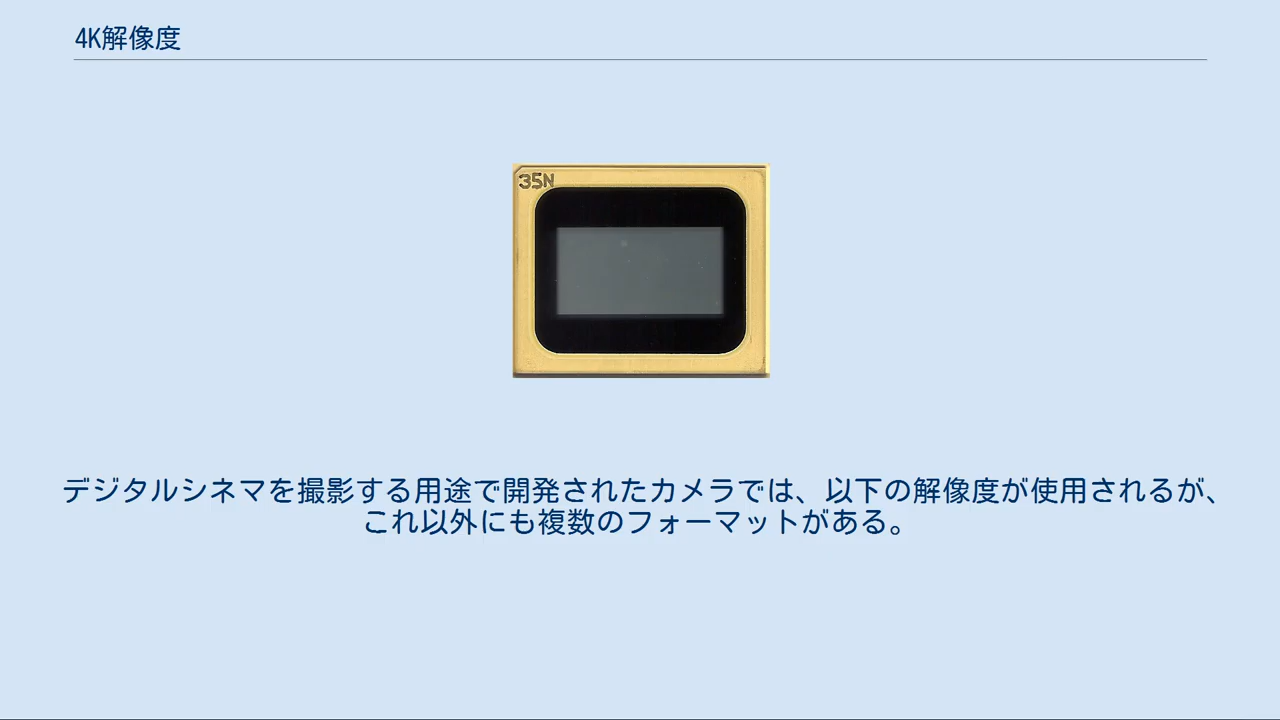 4K解像度
35N
デジタルシネマを撮影する用途で開発されたカメラでは、以下の解像度が使用されるが、
これ以外にも複数のフォーマットがある。